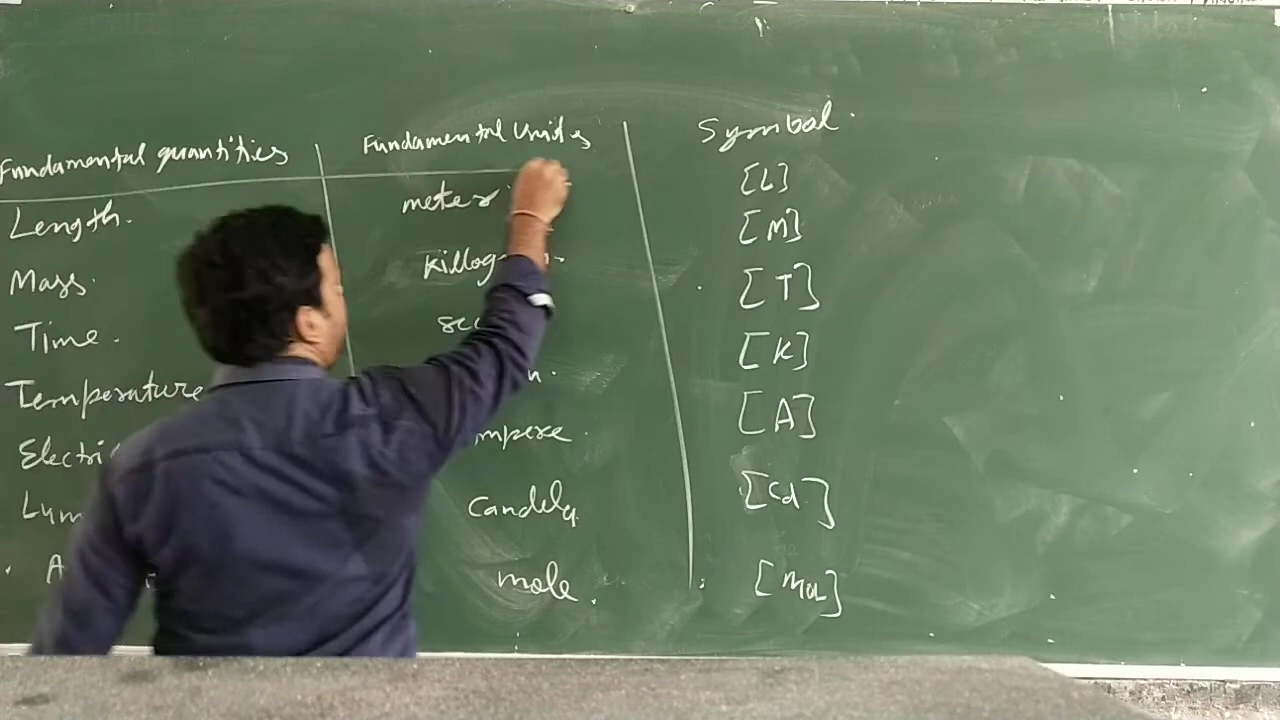 Fundamental quantities Fundamental Units Symbol.
Length. meter [L]
Mass. [M]
Time. [T]
Temperature [K]
[A]
Candela [Cd]
mole. [mol]